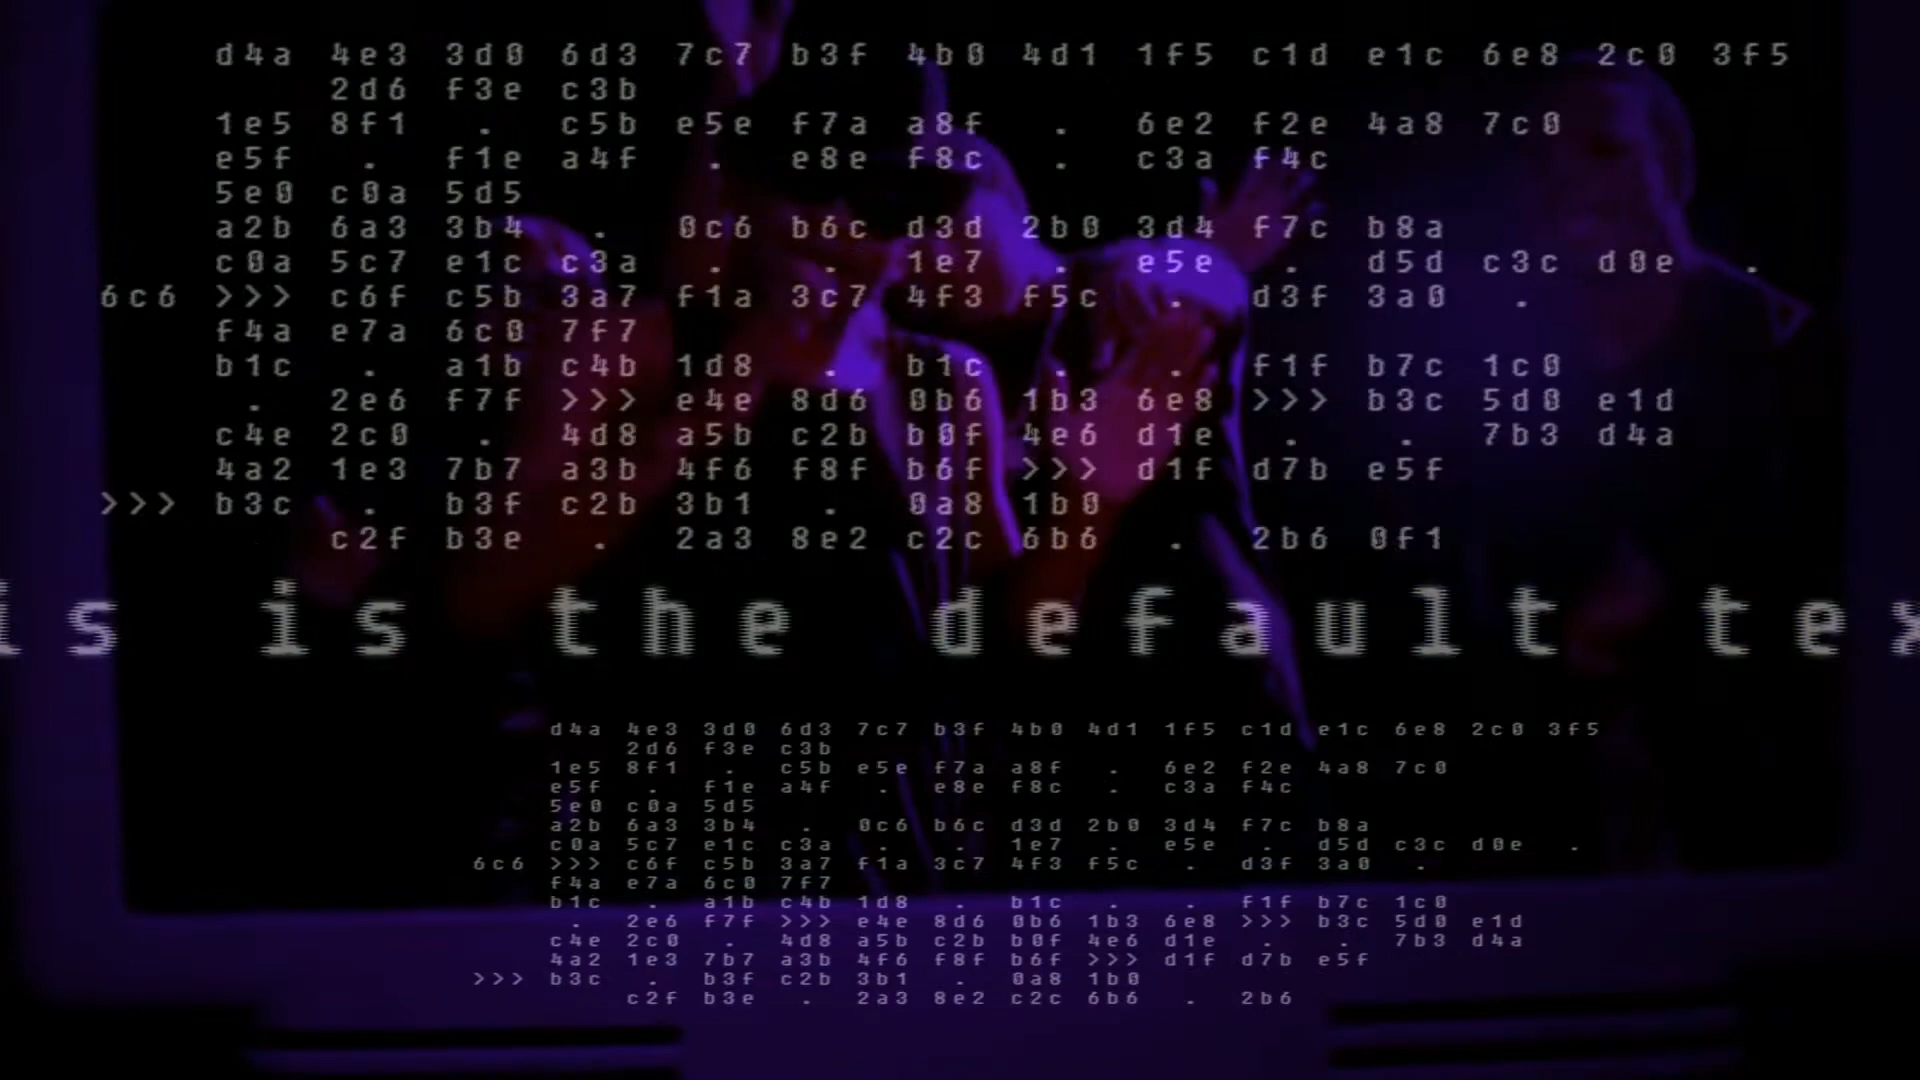 d4a 4e3 3d0 6d3 7c7 b3f 4b0 4d1 1f5 c1d e1c 6e8 2c0 3f5
2d6 f3e c3b
1e5 8f1 . c5b e5e f7a a8f . 6e2 f2e 4a8 7c0
e5f . f1e a4f . e8e f8c . c3a f4c
5e0 c0a 5d5
a2b 6a3 3b4 . 0c6 b6c d3d 2b0 3d4 f7c b8a
c0a 5c7 e1c c3a . . 1e7 . e5e . d5d c3c d0e .
6c6 >>> c6f c5b 3a7 f1a 3c7 4f3 f5c . d3f 3a0 .
f4a e7a 6c0 7f7
b1c . a1b c4b 1d8 . b1c . . f1f b7c 1c0
. 2e6 f7f >>> e4e 8d6 0b6 1b3 6e8 >>> b3c 5d0 e1d
c4e 2c0 . 4d8 a5b c2b b0f 4e6 d1e . . 7b3 d4a
4a2 1e3 7b7 a3b 4f6 f8f b6f >>> d1f d7b e5f
>>> b3c . b3f c2b 3b1 . 0a8 1b0
c2f b3e . 2a3 8e2 c2c 6b6 . 2b6 0f1
is is the default tex
d4a 4e3 3d0 6d3 7c7 b3f 4b0 4d1 1f5 c1d e1c 6e8 2c0 3f5
2d6 f3e c3b
1e5 8f1 . c5b e5e f7a a8f . 6e2 f2e 4a8 7c0
e5f . f1e a4f . e8e f8c . c3a f4c
5e0 c0a 5d5
a2b 6a3 3b4 . 0c6 b6c d3d 2b0 3d4 f7c b8a
c0a 5c7 e1c c3a . . 1e7 . e5e . d5d c3c d0e .
6c6 >>> c6f c5b 3a7 f1a 3c7 4f3 f5c . d3f 3a0 .
f4a e7a 6c0 7f7
b1c . a1b c4b 1d8 . b1c . . f1f b7c 1c0
. 2e6 f7f >>> e4e 8d6 0b6 1b3 6e8 >>> b3c 5d0 e1d
c4e 2c0 . 4d8 a5b c2b b0f 4e6 d1e . . 7b3 d4a
4a2 1e3 7b7 a3b 4f6 f8f b6f >>> d1f d7b e5f
>>> b3c . b3f c2b 3b1 . 0a8 1b0
c2f b3e . 2a3 8e2 c2c 6b6 . 2b6